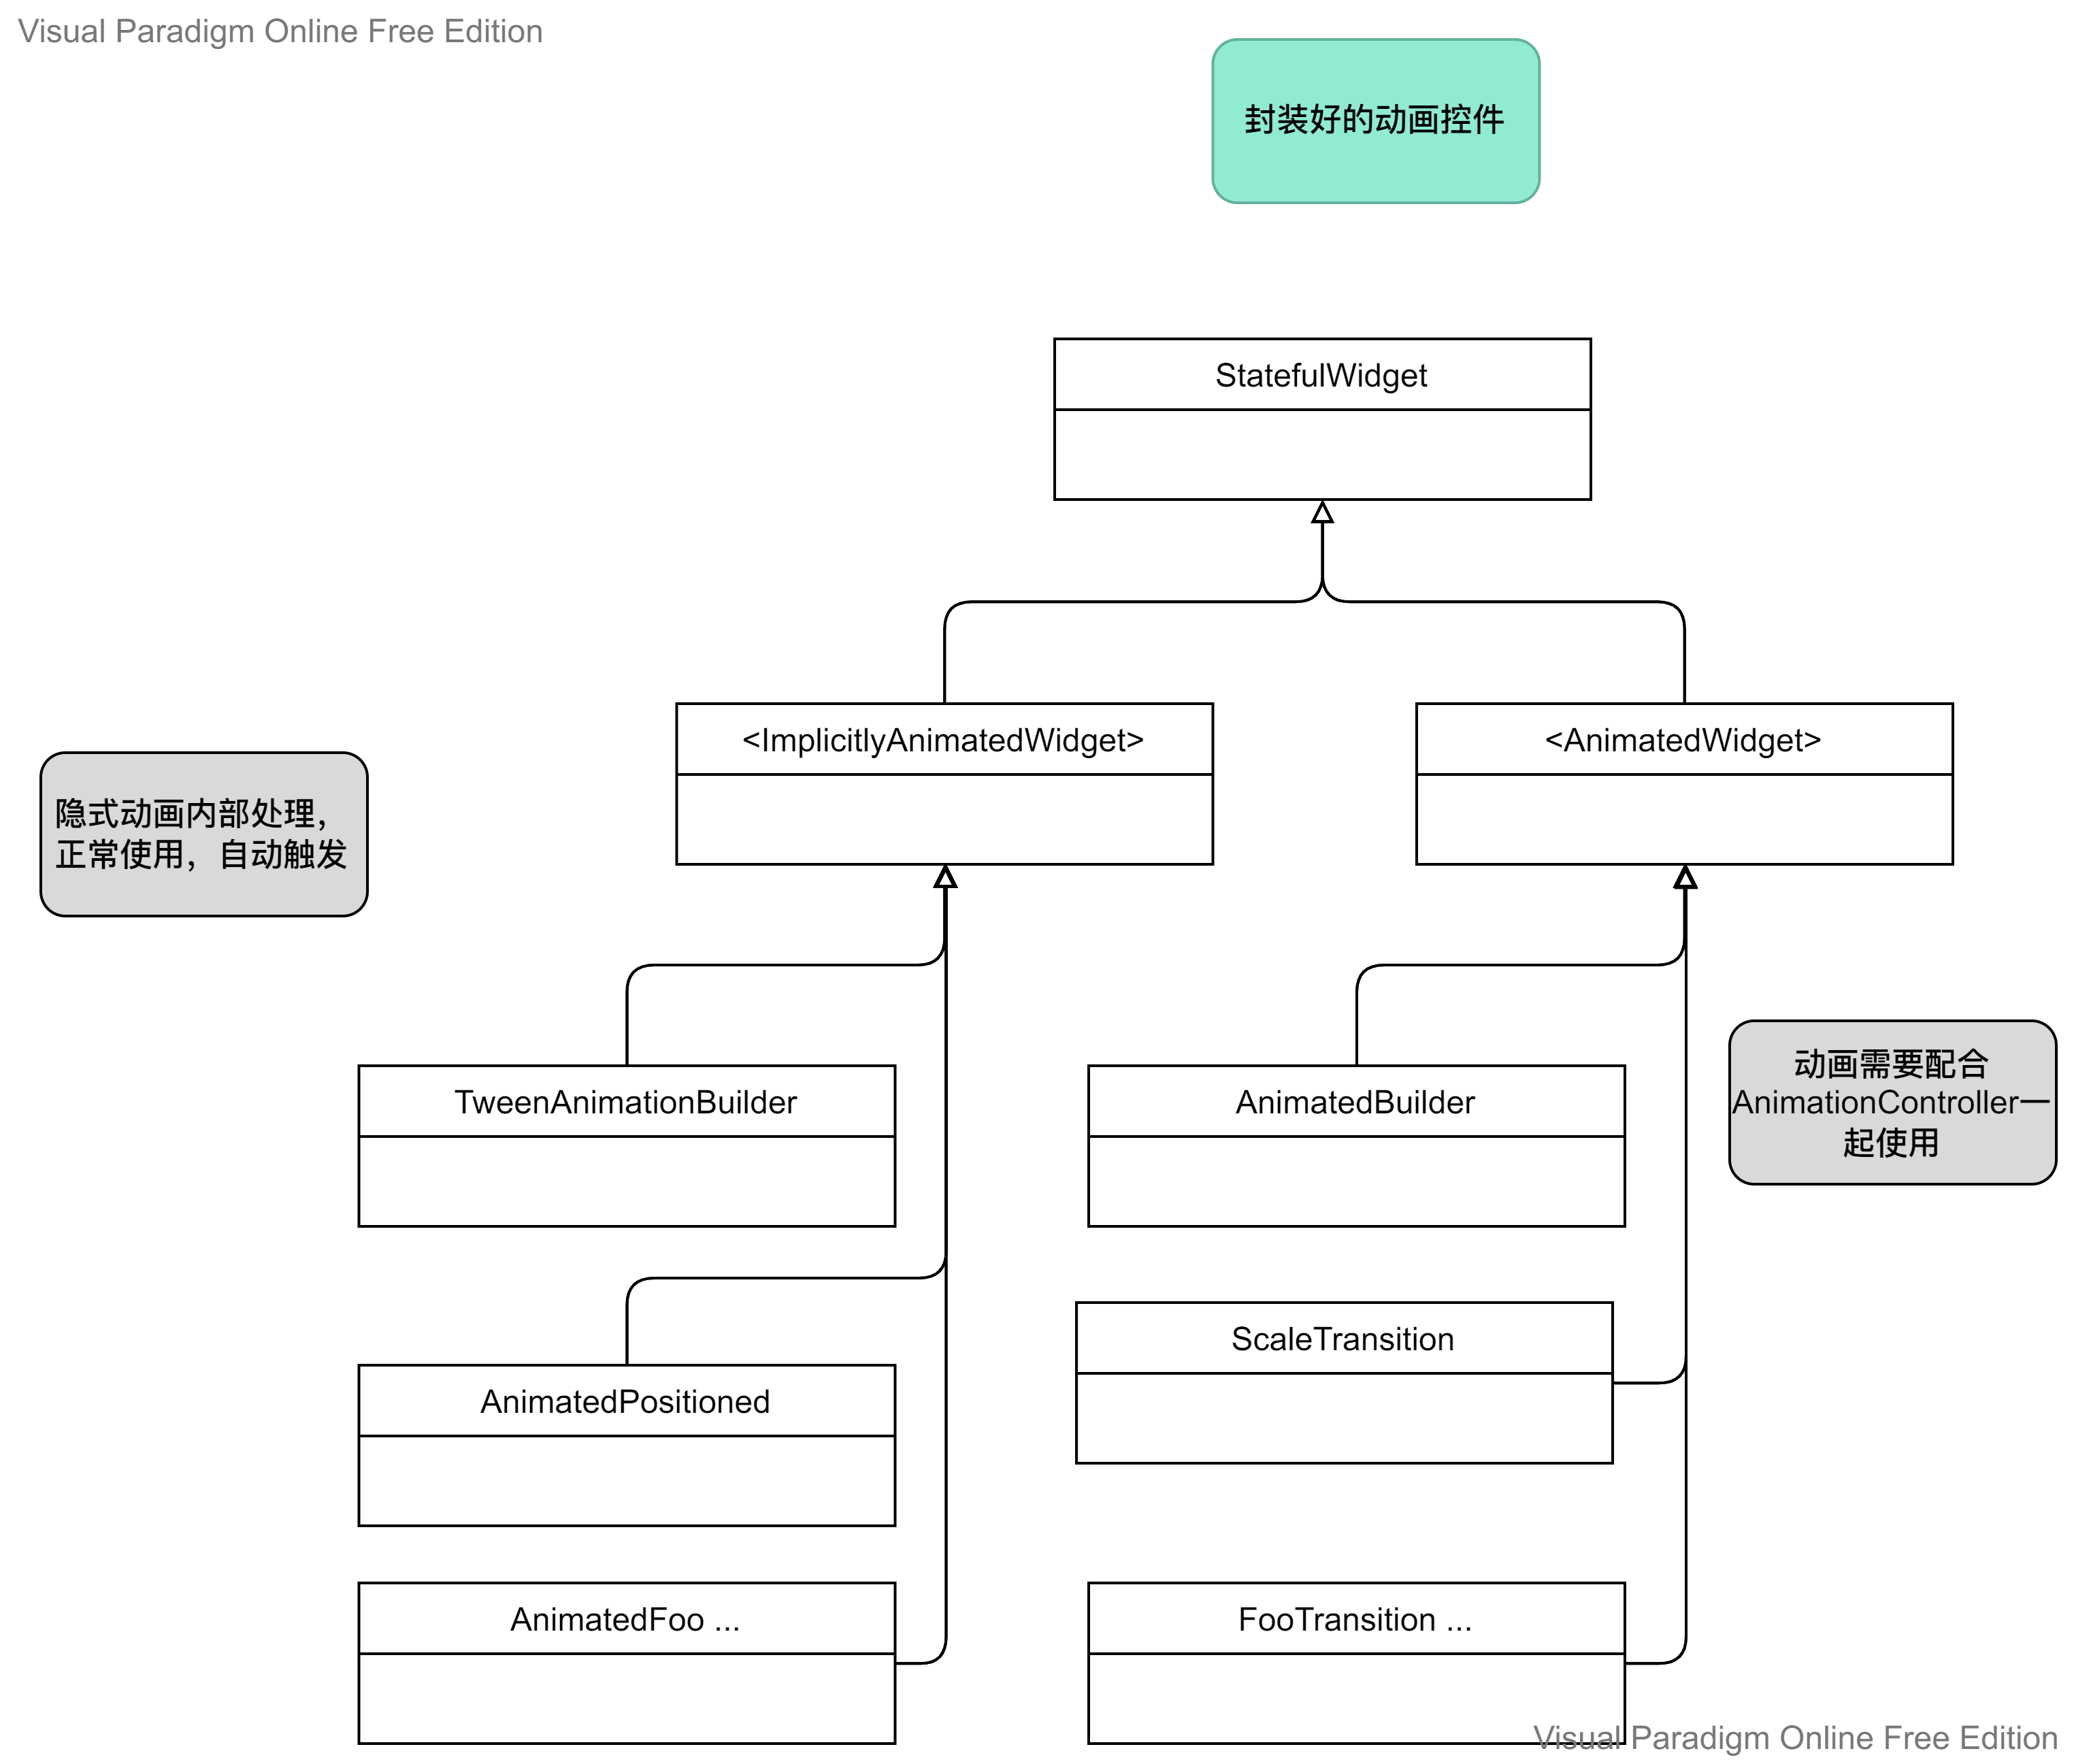 Visual Paradigm Online Free Edition
封装好的动画控件
StatefulWidget
<ImplicitlyAnimatedWidget>
<AnimatedWidget>
隐式动画内部处理，
正常使用，自动触发
动画需要配合
AnimationController一
起使用
TweenAnimationBuilder
AnimatedBuilder
ScaleTransition
AnimatedPositioned
AnimatedFoo ...
FooTransition ...
Visual Paradigm Online Free Edition